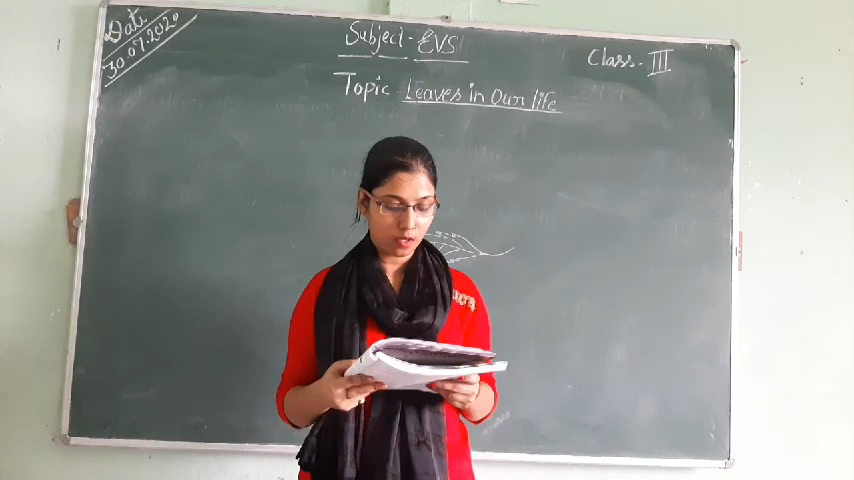 Date
30.07.2020
Subject - EVS
Class - III
Topic - Leaves in Our life